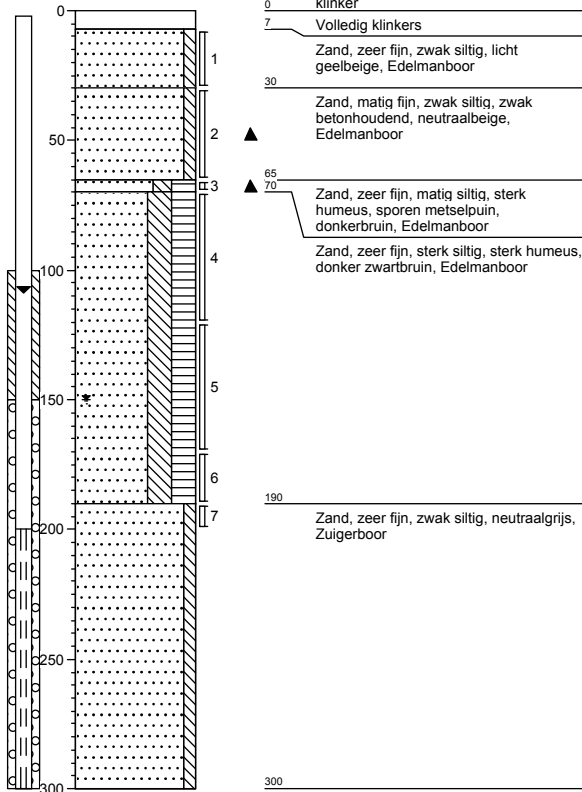 0
klinker
7
Volledig klinkers
Zand, zeer fijn, zwak siltig, licht
geelbeige, Edelmanboor
30
Zand, matig fijn, zwak siltig, zwak
betonhoudend, neutraalbeige,
Edelmanboor
65
70
Zand, zeer fijn, matig siltig, sterk
humeus, sporen metselpuin,
donkerbruin, Edelmanboor
Zand, zeer fijn, sterk siltig, sterk humeus,
donker zwartbruin, Edelmanboor
190
Zand, zeer fijn, zwak siltig, neutraalgrijs,
Zuigerboor
300
0
50
100
150
200
250
300
1
2
3
4
5
6
7